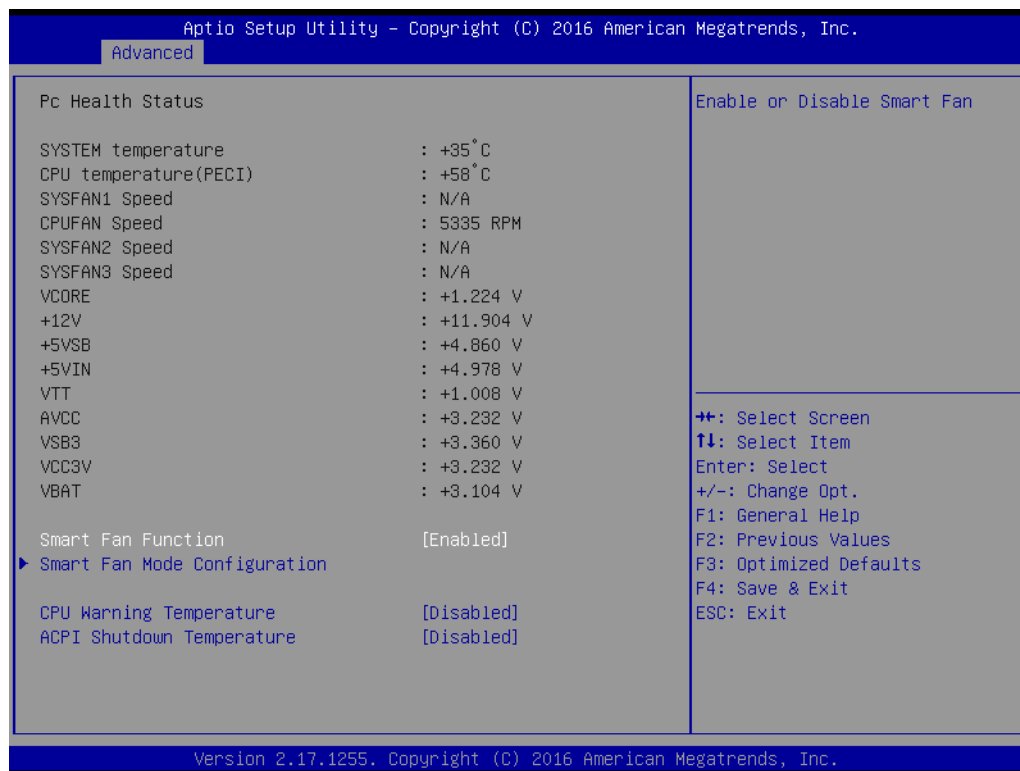 Aptio Setup Utility – Copyright (C) 2016 American Megatrends, Inc.
Advanced
Pc Health Status
SYSTEM temperature : +35°C
CPU temperature(PECI) : +58°C
SYSFAN1 Speed : N/A
CPUFAN Speed : 5335 RPM
SYSFAN2 Speed : N/A
SYSFAN3 Speed : N/A
VCORE : +1.224 V
+12V : +11.904 V
+5VSB : +4.860 V
+5VIN : +4.978 V
VTT : +1.008 V
AVCC : +3.232 V
VSB3 : +3.360 V
VCC3V : +3.232 V
VBAT : +3.104 V
Smart Fan Function [Enabled]
Smart Fan Mode Configuration
CPU Warning Temperature [Disabled]
ACPI Shutdown Temperature [Disabled]
Enable or Disable Smart Fan
→←: Select Screen
↑↓: Select Item
Enter: Select
+/-: Change Opt.
F1: General Help
F2: Previous Values
F3: Optimized Defaults
F4: Save & Exit
ESC: Exit
Version 2.17.1255. Copyright (C) 2016 American Megatrends, Inc.